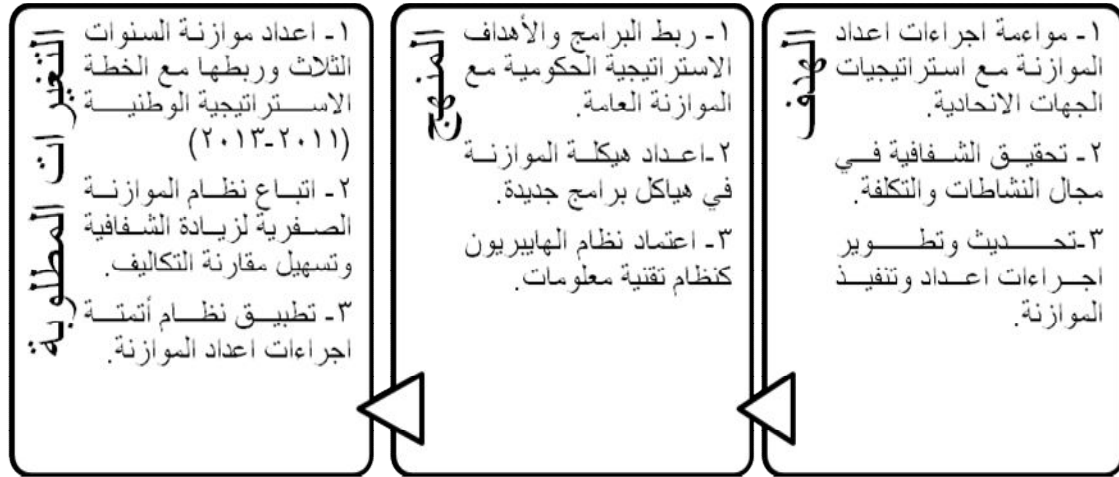 الهدف
١- مواءمة اجراءات اعداد
الموازنة مع استراتيجيات
الجهات الاتحادية.
٢- تحقيق الشفافية في
مجال النشاطات والتكلفة.
٣-تحديث وتطوير
اجراءات اعداد وتنفيذ
الموازنة.
المنهج
١- ربط البرامج والأهداف
الاستراتيجية الحكومية مع
الموازنة العامة.
٢-اعداد هيكلة الموازنة
في هياكل برامج جديدة.
٣- اعتماد نظام الهايبريون
كنظام تقنية معلومات.
التغيرات المطلوبة
١- اعداد موازنة السنوات
الثلاث وربطها مع الخطة
الاستراتيجية الوطنية
(٢٠١١-٢٠١٣)
٢- اتباع نظام الموازنة
الصفرية لزيادة الشفافية
وتسهيل مقارنة التكاليف.
٣- تطبيق نظام أتمتة
اجراءات اعداد الموازنة.